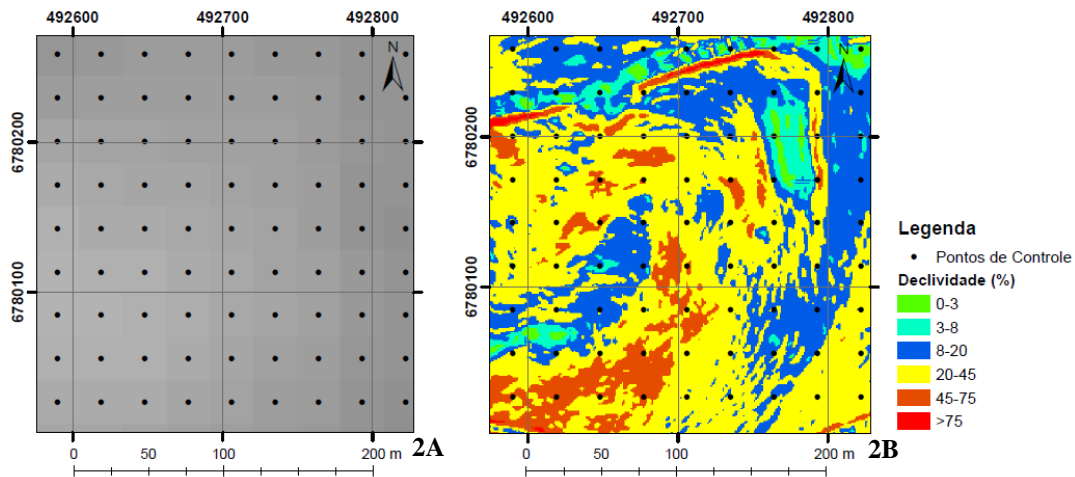 492600 492700 492800
492600 492700 492800
N
N
6780200
6780100
6780200
6780100
0 50 100 200 m
2A
0 50 100 200 m
2B
Legenda
Pontos de Controle
Declividade (%)
0-3
3-8
8-20
20-45
45-75
>75